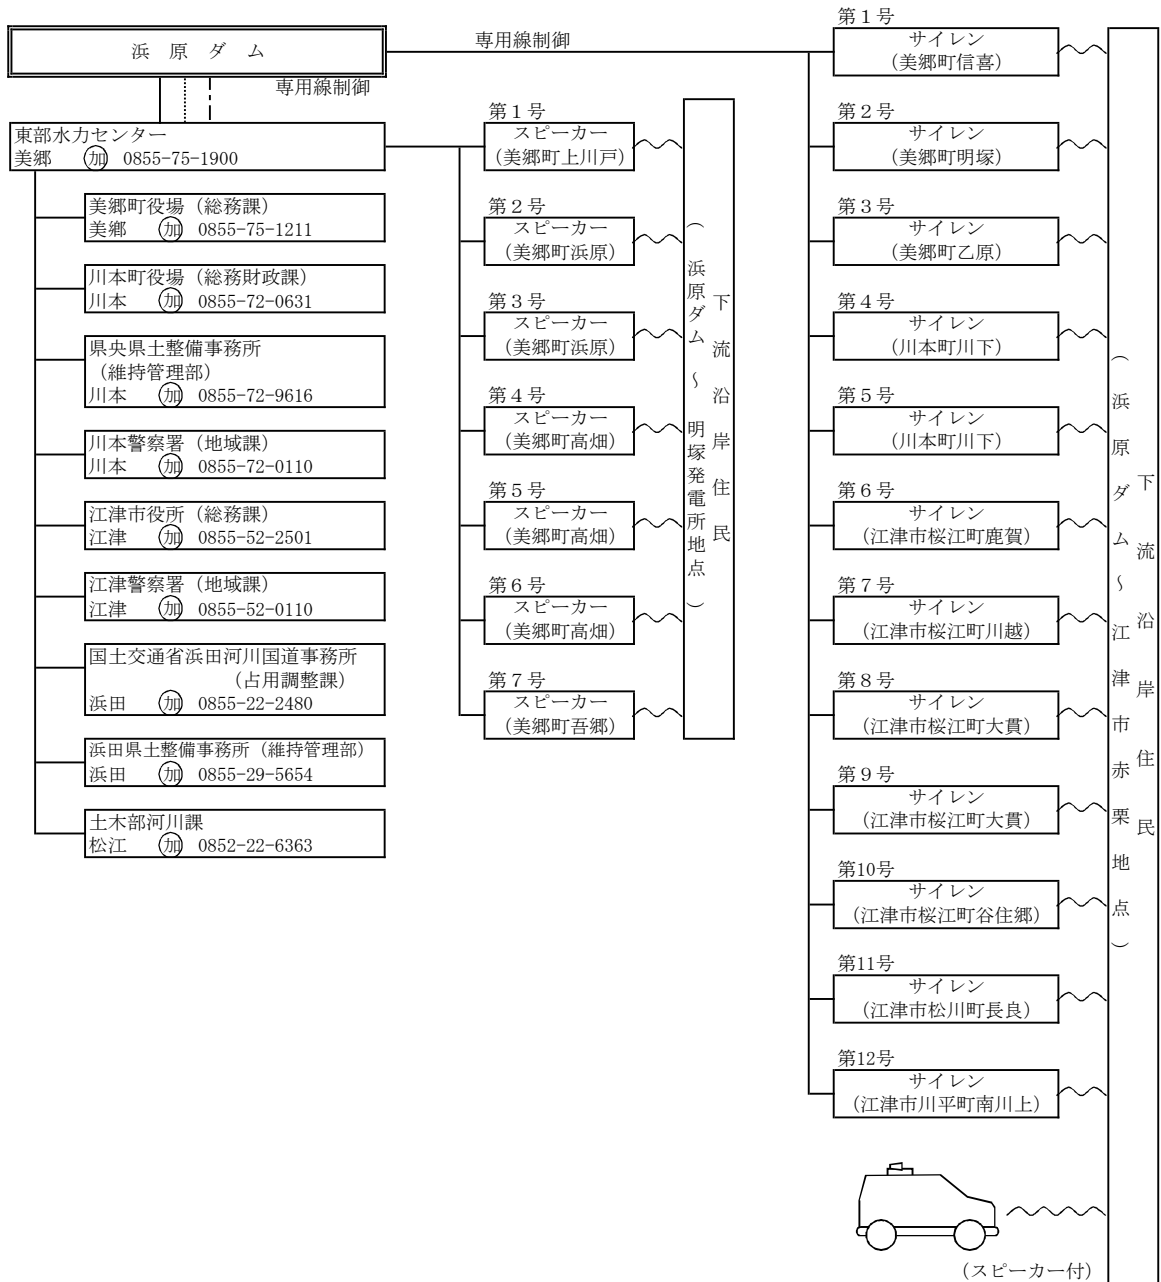 浜原ダム
専用線制御
専用線制御
東部水力センター
美郷 加 0855-75-1900
美郷町役場（総務課）
美郷 加 0855-75-1211
川本町役場（総務財政課）
川本 加 0855-72-0631
県央県土整備事務所
（維持管理部）
川本 加 0855-72-9616
川本警察署（地域課）
川本 加 0855-72-0110
江津市役所（総務課）
江津 加 0855-52-2501
江津警察署（地域課）
江津 加 0855-52-0110
国土交通省浜田河川国道事務所
（占用調整課）
浜田 加 0855-22-2480
浜田県土整備事務所（維持管理部）
浜田 加 0855-29-5654
土木部河川課
松江 加 0852-22-6363
第１号
スピーカー
（美郷町上川戸）
第２号
スピーカー
（美郷町浜原）
第３号
スピーカー
（美郷町浜原）
第４号
スピーカー
（美郷町高畑）
第５号
スピーカー
（美郷町高畑）
第６号
スピーカー
（美郷町高畑）
第７号
スピーカー
（美郷町吾郷）
下流沿岸住民
（浜原ダム～明塚発電所地点）
第１号
サイレン
（美郷町信喜）
第２号
サイレン
（美郷町明塚）
第３号
サイレン
（美郷町乙原）
第４号
サイレン
（川本町川下）
第５号
サイレン
（川本町川下）
第６号
サイレン
（江津市桜江町鹿賀）
第７号
サイレン
（江津市桜江町川越）
第８号
サイレン
（江津市桜江町大貫）
第９号
サイレン
（江津市桜江町大貫）
第10号
サイレン
（江津市桜江町谷住郷）
第11号
サイレン
（江津市松川町長良）
第12号
サイレン
（江津市川平町南川上）
（スピーカー付）
下流沿岸住民
（浜原ダム～江津市赤栗地点）